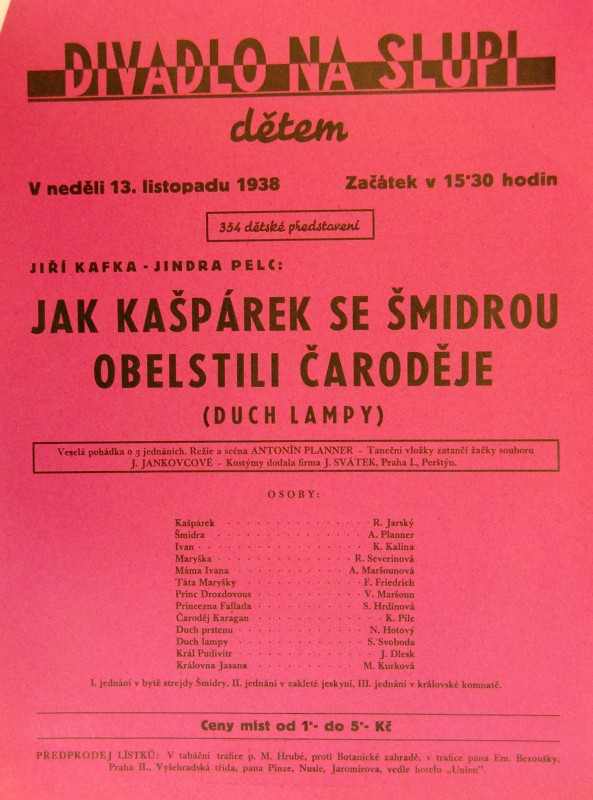 DIVADLO NA SLUPI
dětem
V neděli 13. listopadu 1938 Začátek v 15·30 hodin
354 dětské představení
JIŘÍ KAFKA - JINDRA PELC:
JAK KAŠPÁREK SE ŠMIDROU
OBELSTILI ČARODĚJE
(DUCH LAMPY)
Veselá pohádka o 3 jednáních. Režie a scéna ANTONÍN PLANNER - Taneční vložky zatančí žačky souboru
J. JANKOVCOVÉ - Kostýmy dodala firma J. SVÁTEK, Praha I., Perštýn.
OSOBY:
Kašpárek R. Jarský
Šmidra A. Planner
Ivan K. Kalina
Maryška R. Severinová
Máma Ivana A. Maršounová
Táta Maryšky F. Friedrich
Princ Drozdovous V. Maršoun
Princezna Fallada S. Hrdinová
Čaroděj Karagan K. Pilc
Duch prstenu N. Hotový
Duch lampy S. Svoboda
Král Pudivítr J. Dlesk
Královna Jasana M. Kurková
I. jednání v bytě strejdy Šmidry, II. jednání v zakleté jeskyni, III. jednání v královské komnatě.
Ceny míst od 1·- do 5·- Kč
PŘEDPRODEJ LÍSTKŮ: V tabáční trafice p. M. Hrubé, proti Botanické zahradě, v trafice pana Em. Bezoušky,
Praha II., Vyšehradská třída, pana Pinze, Nusle, Jaromírova, vedle hotelu „Union".